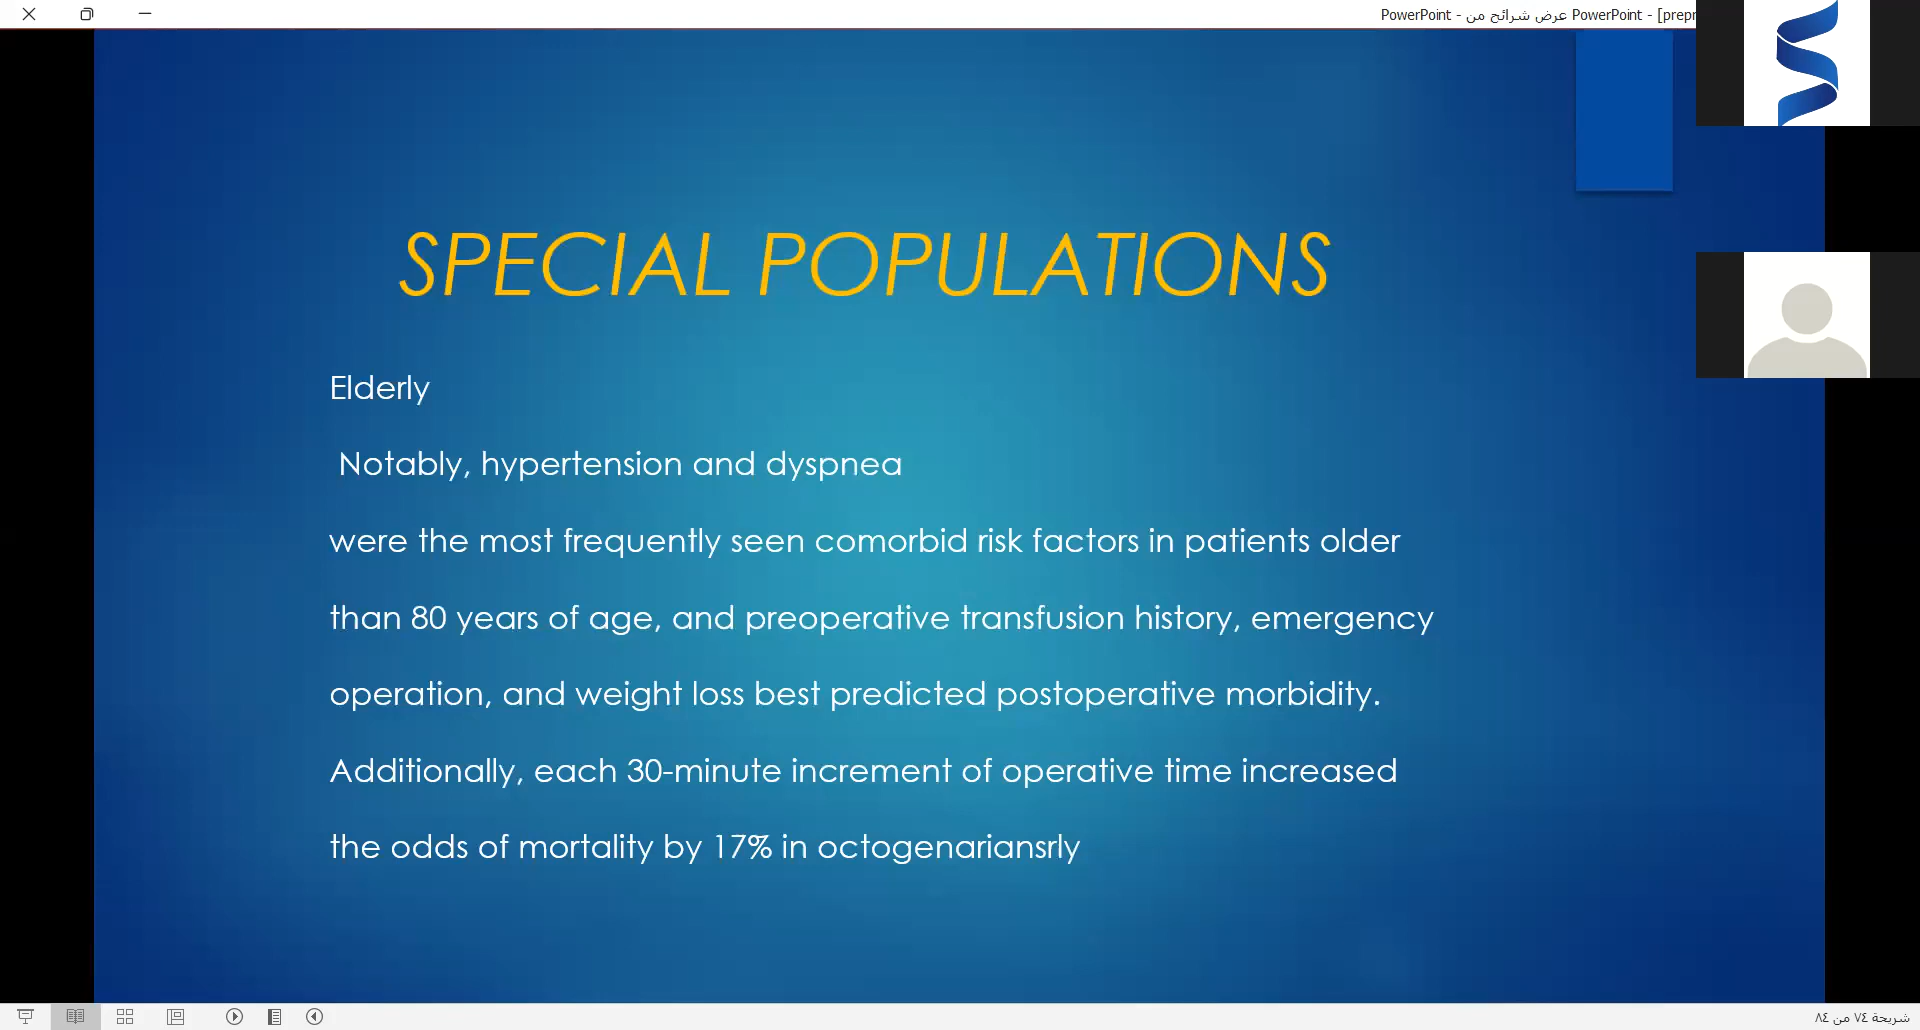 PowerPoint - عرض شرائح من PowerPoint - [prepr
SPECIAL POPULATIONS
Elderly
Notably, hypertension and dyspnea
were the most frequently seen comorbid risk factors in patients older
than 80 years of age, and preoperative transfusion history, emergency
operation, and weight loss best predicted postoperative morbidity.
Additionally, each 30-minute increment of operative time increased
the odds of mortality by 17% in octogenariansrly
شريحة ٧٤ من ٨٤